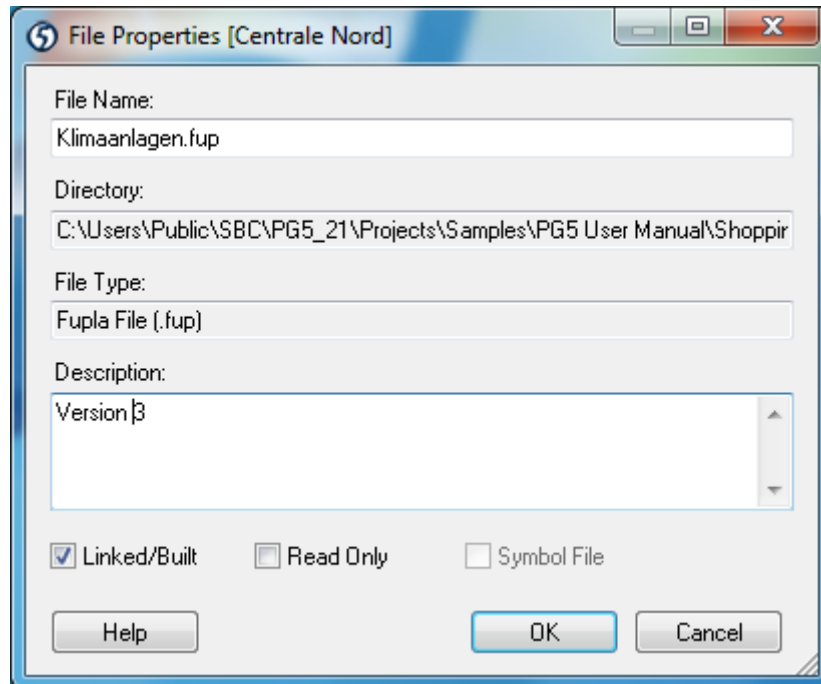 File Properties [Centrale Nord]
File Name:
Klimaanlagen.fup
Directory:
C:\Users\Public\SBC\PG5_21\Projects\Samples\PG5 User Manual\Shoppin
File Type:
Fupla File (.fup)
Description:
Version 3
Linked/Built Read Only Symbol File
Help OK Cancel